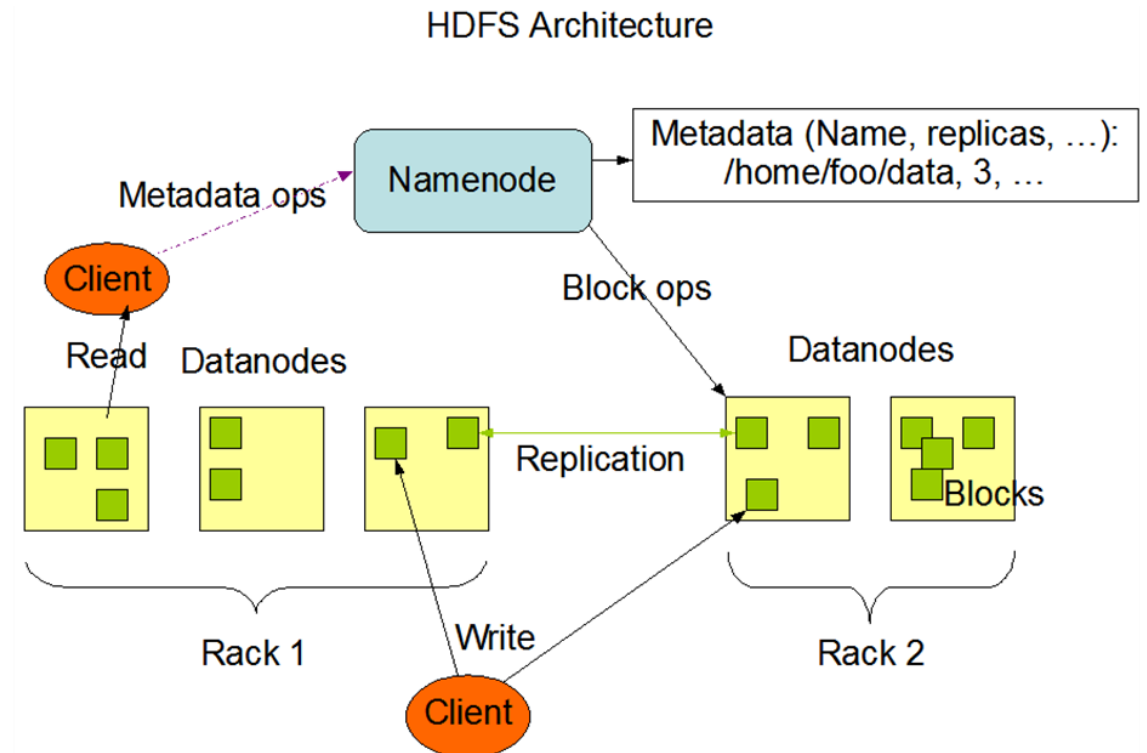 HDFS Architecture
Metadata (Name, replicas, …):
/home/foo/data, 3, …
Namenode
Metadata ops
Client
Block ops
Read
Datanodes
Datanodes
Replication
Blocks
Rack 1
Write
Rack 2
Client